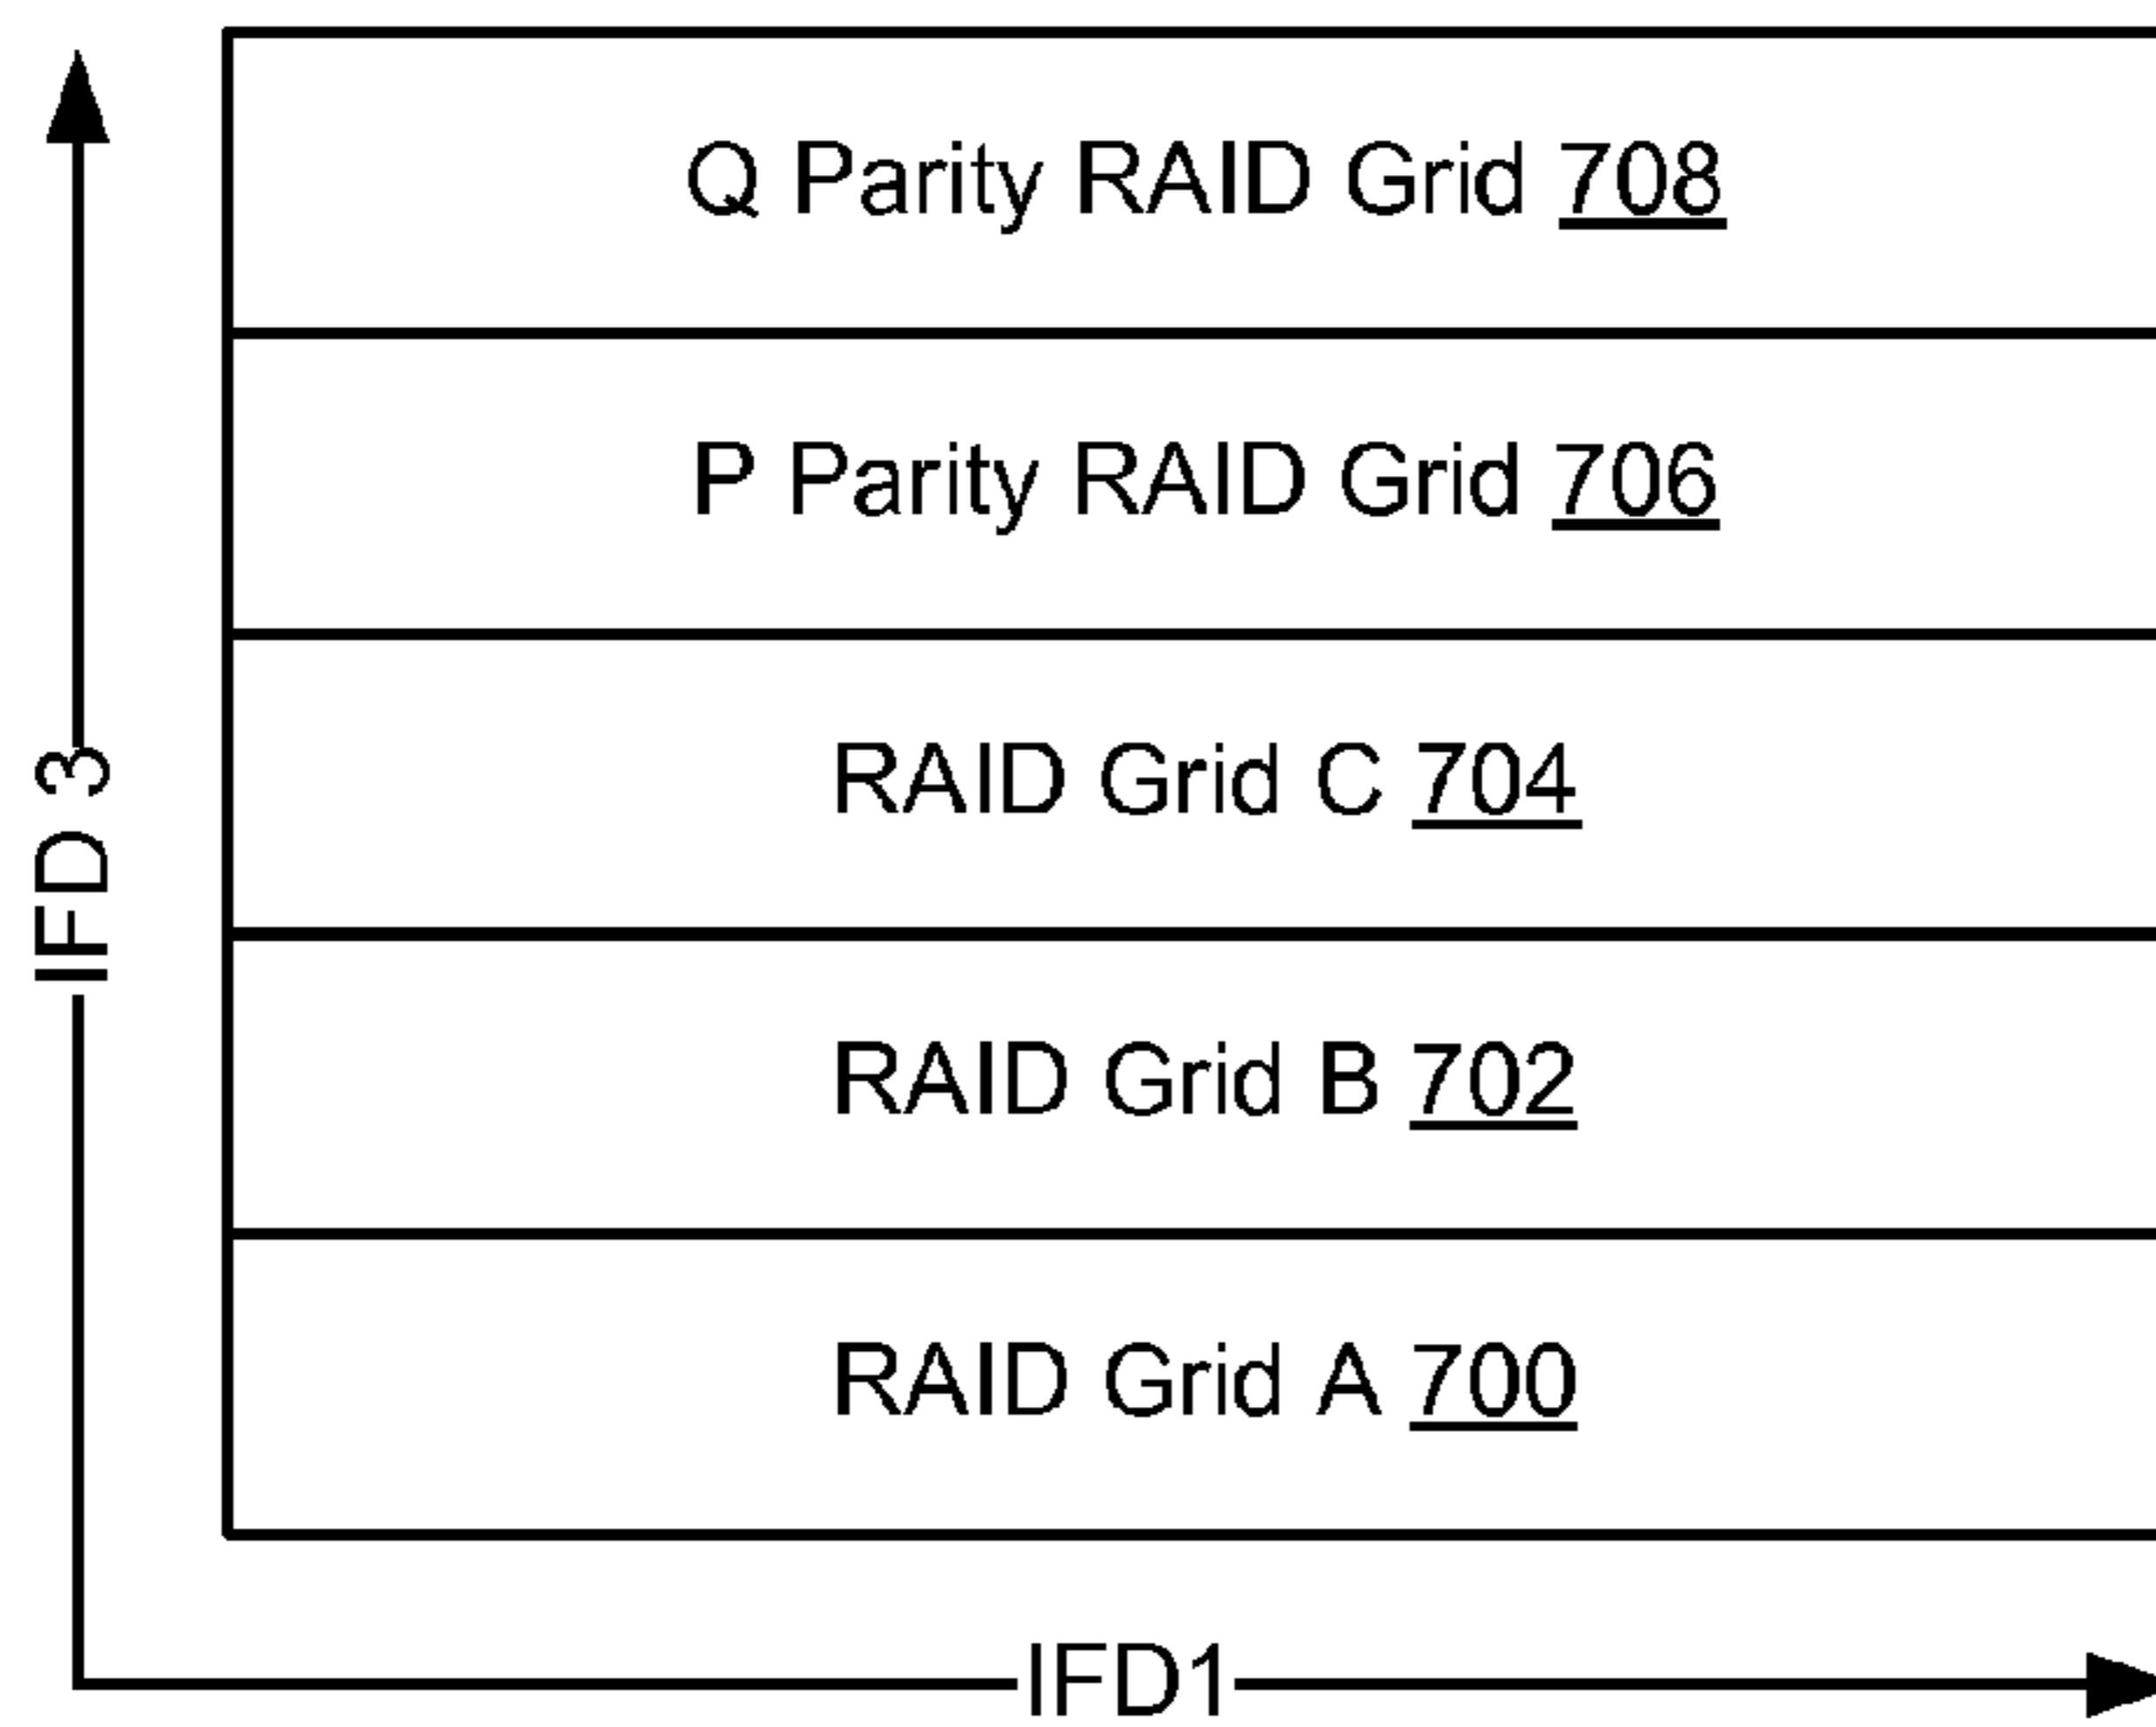 Q Parity RAID Grid 708
P Parity RAID Grid 706
RAID Grid C 704
RAID Grid B 702
RAID Grid A 700
IFD 3
IFD1